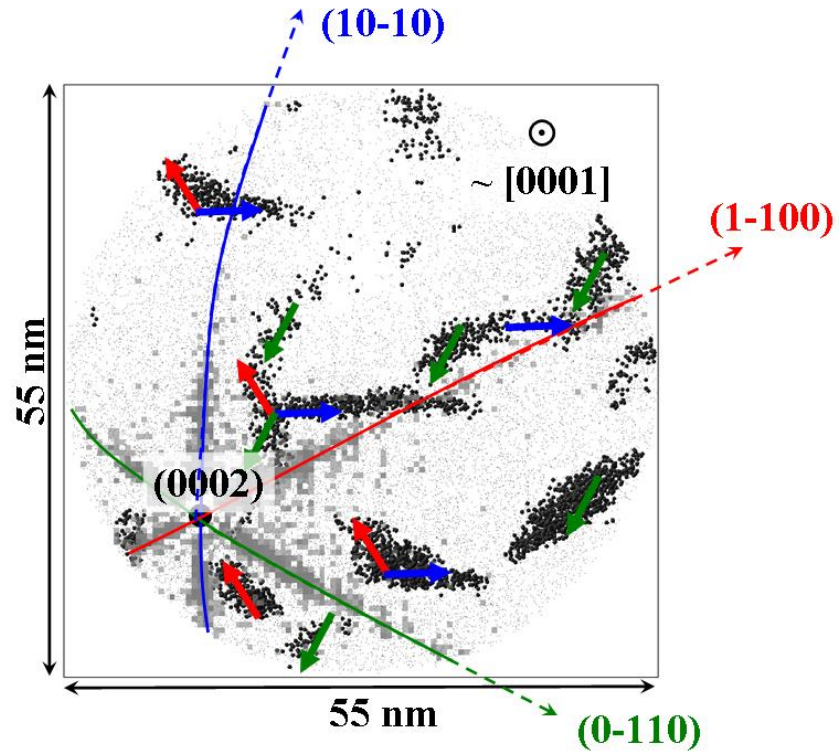 (10-10)
~ [0001]
(1-100)
55 nm
(0002)
55 nm
(0-110)